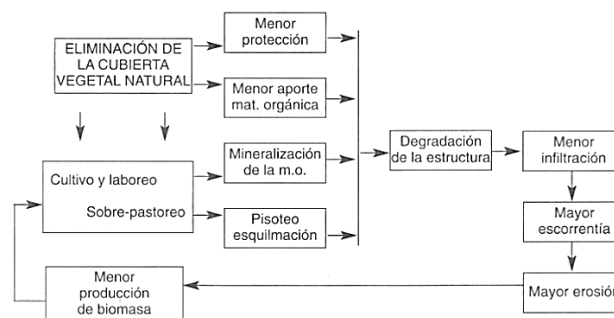 ELIMINACIÓN DE
LA CUBIERTA
VEGETAL NATURAL
Menor
protección
Menor aporte
mat. orgánica
Cultivo y laboreo
Sobre-pastoreo
Mineralización
de la m.o.
Pisoteo
esquilmación
Degradación
de la estructura
Menor
infiltración
Mayor
escorrentía
Mayor erosión
Menor
producción
de biomasa